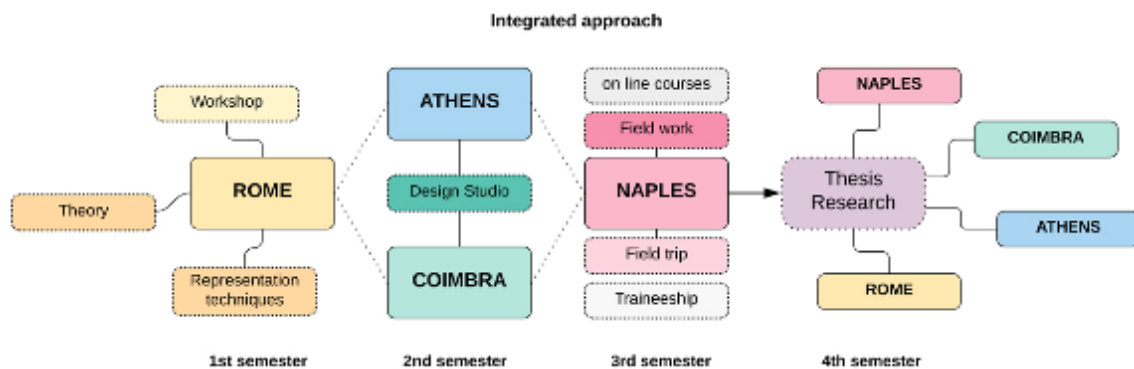 Integrated approach
Workshop
ROME
Theory
Representation
techniques
1st semester
ATHENS
Design Studio
COIMBRA
2nd semester
on line courses
Field work
NAPLES
Field trip
Traineeship
3rd semester
NAPLES
COIMBRA
Thesis
Research
ATHENS
ROME
4th semester